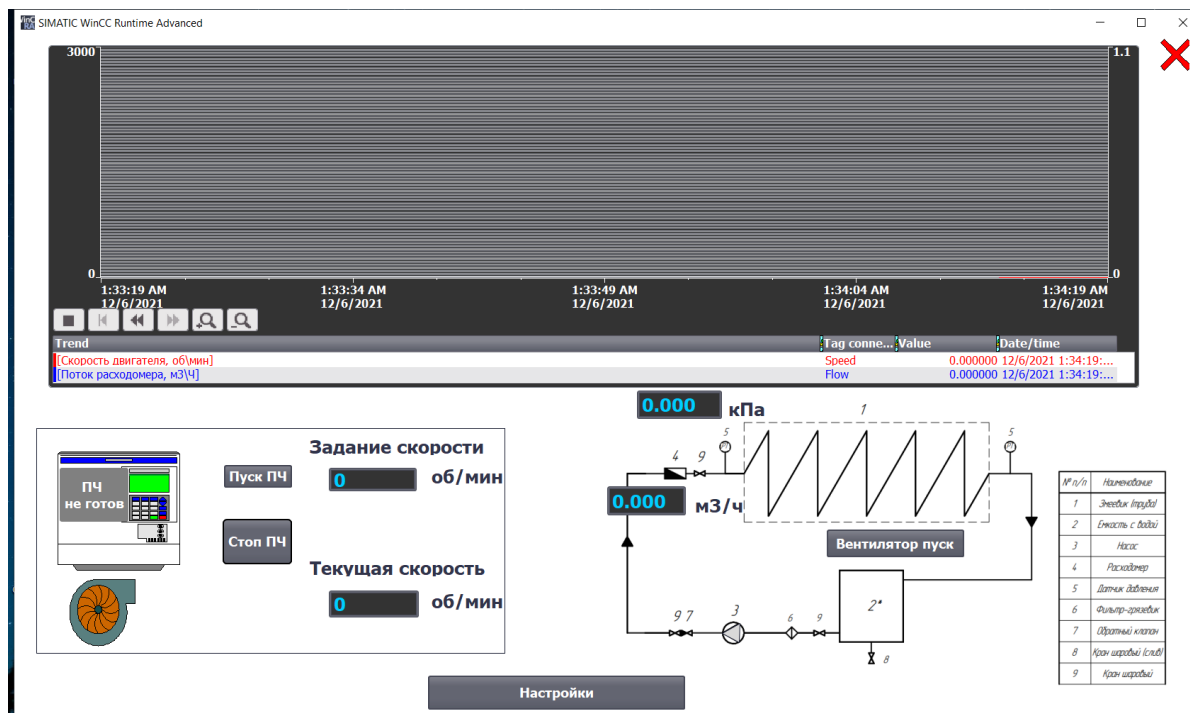 SIMATIC WinCC Runtime Advanced
3000
1.1
0
0
1:33:19 AM 1:33:34 AM 1:33:49 AM 1:34:04 AM 1:34:19 AM
12/6/2021 12/6/2021 12/6/2021 12/6/2021 12/6/2021
Trend Tag conne... Value Date/time
[Скорость двигателя, об\мин] Speed 0.000000 12/6/2021 1:34:19:...
[Поток расходомера, м3\Ч] Flow 0.000000 12/6/2021 1:34:19:...
ПЧ
не готов
Пуск ПЧ
Стоп ПЧ
Задание скорости
0 об/мин
Текущая скорость
0 об/мин
0.000 кПа
1
5
PT
5
PT
4 9
0.000 м3/ч
Вентилятор пуск
2*
9 7 3 6 9
8
№ п/п Наименование
1 Змеевик (труба)
2 Емкость с водой
3 Насос
4 Расходомер
5 Датчик давления
6 Фильтр-грязевик
7 Обратный клапан
8 Кран шаровый (слив)
9 Кран шаровый
Настройки